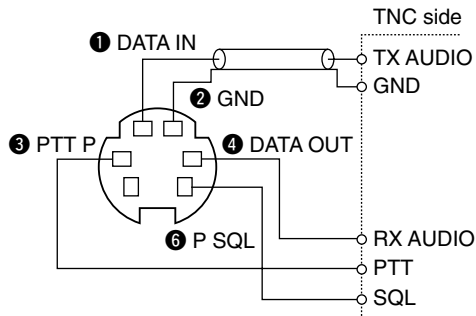 TNC side
❶ DATA IN
TX AUDIO
GND
❷ GND
❸ PTT P
❹ DATA OUT
❻ P SQL
RX AUDIO
PTT
SQL